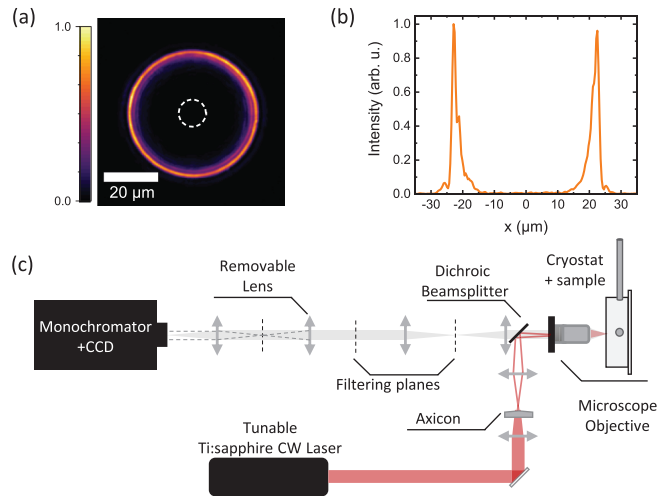 (a)
1.0
0.0
20 μm
(b)
Intensity (arb. u.)
1.0
0.8
0.6
0.4
0.2
0.0
-30 -20 -10 0 10 20 30
x (μm)
(c)
Removable
Lens
Dichroic
Beamsplitter
Cryostat
+ sample
Monochromator
+CCD
Filtering planes
Microscope
Objective
Axicon
Tunable
Ti:sapphire CW Laser